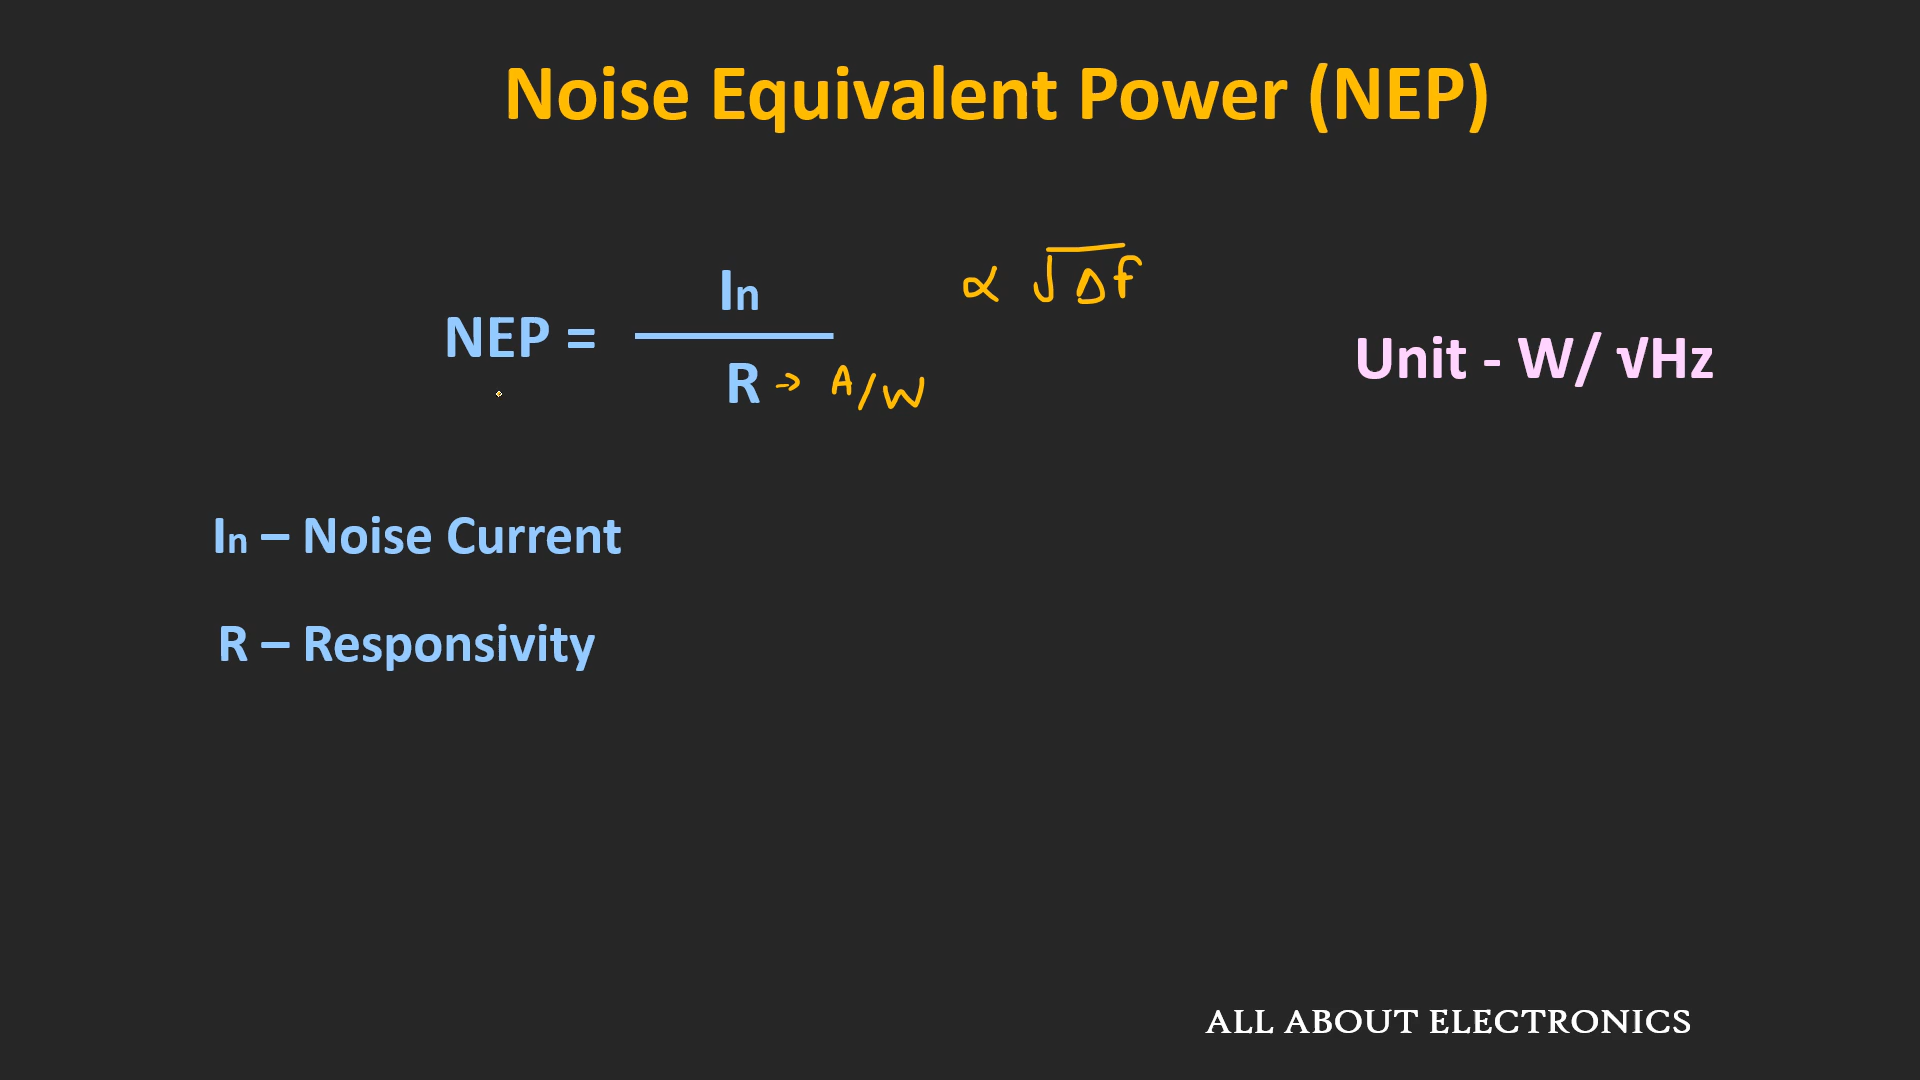 Noise Equivalent Power (NEP)
NEP = In / R → A/W ∝ √Δf
Unit - W/ √Hz
In – Noise Current
R – Responsivity
ALL ABOUT ELECTRONICS